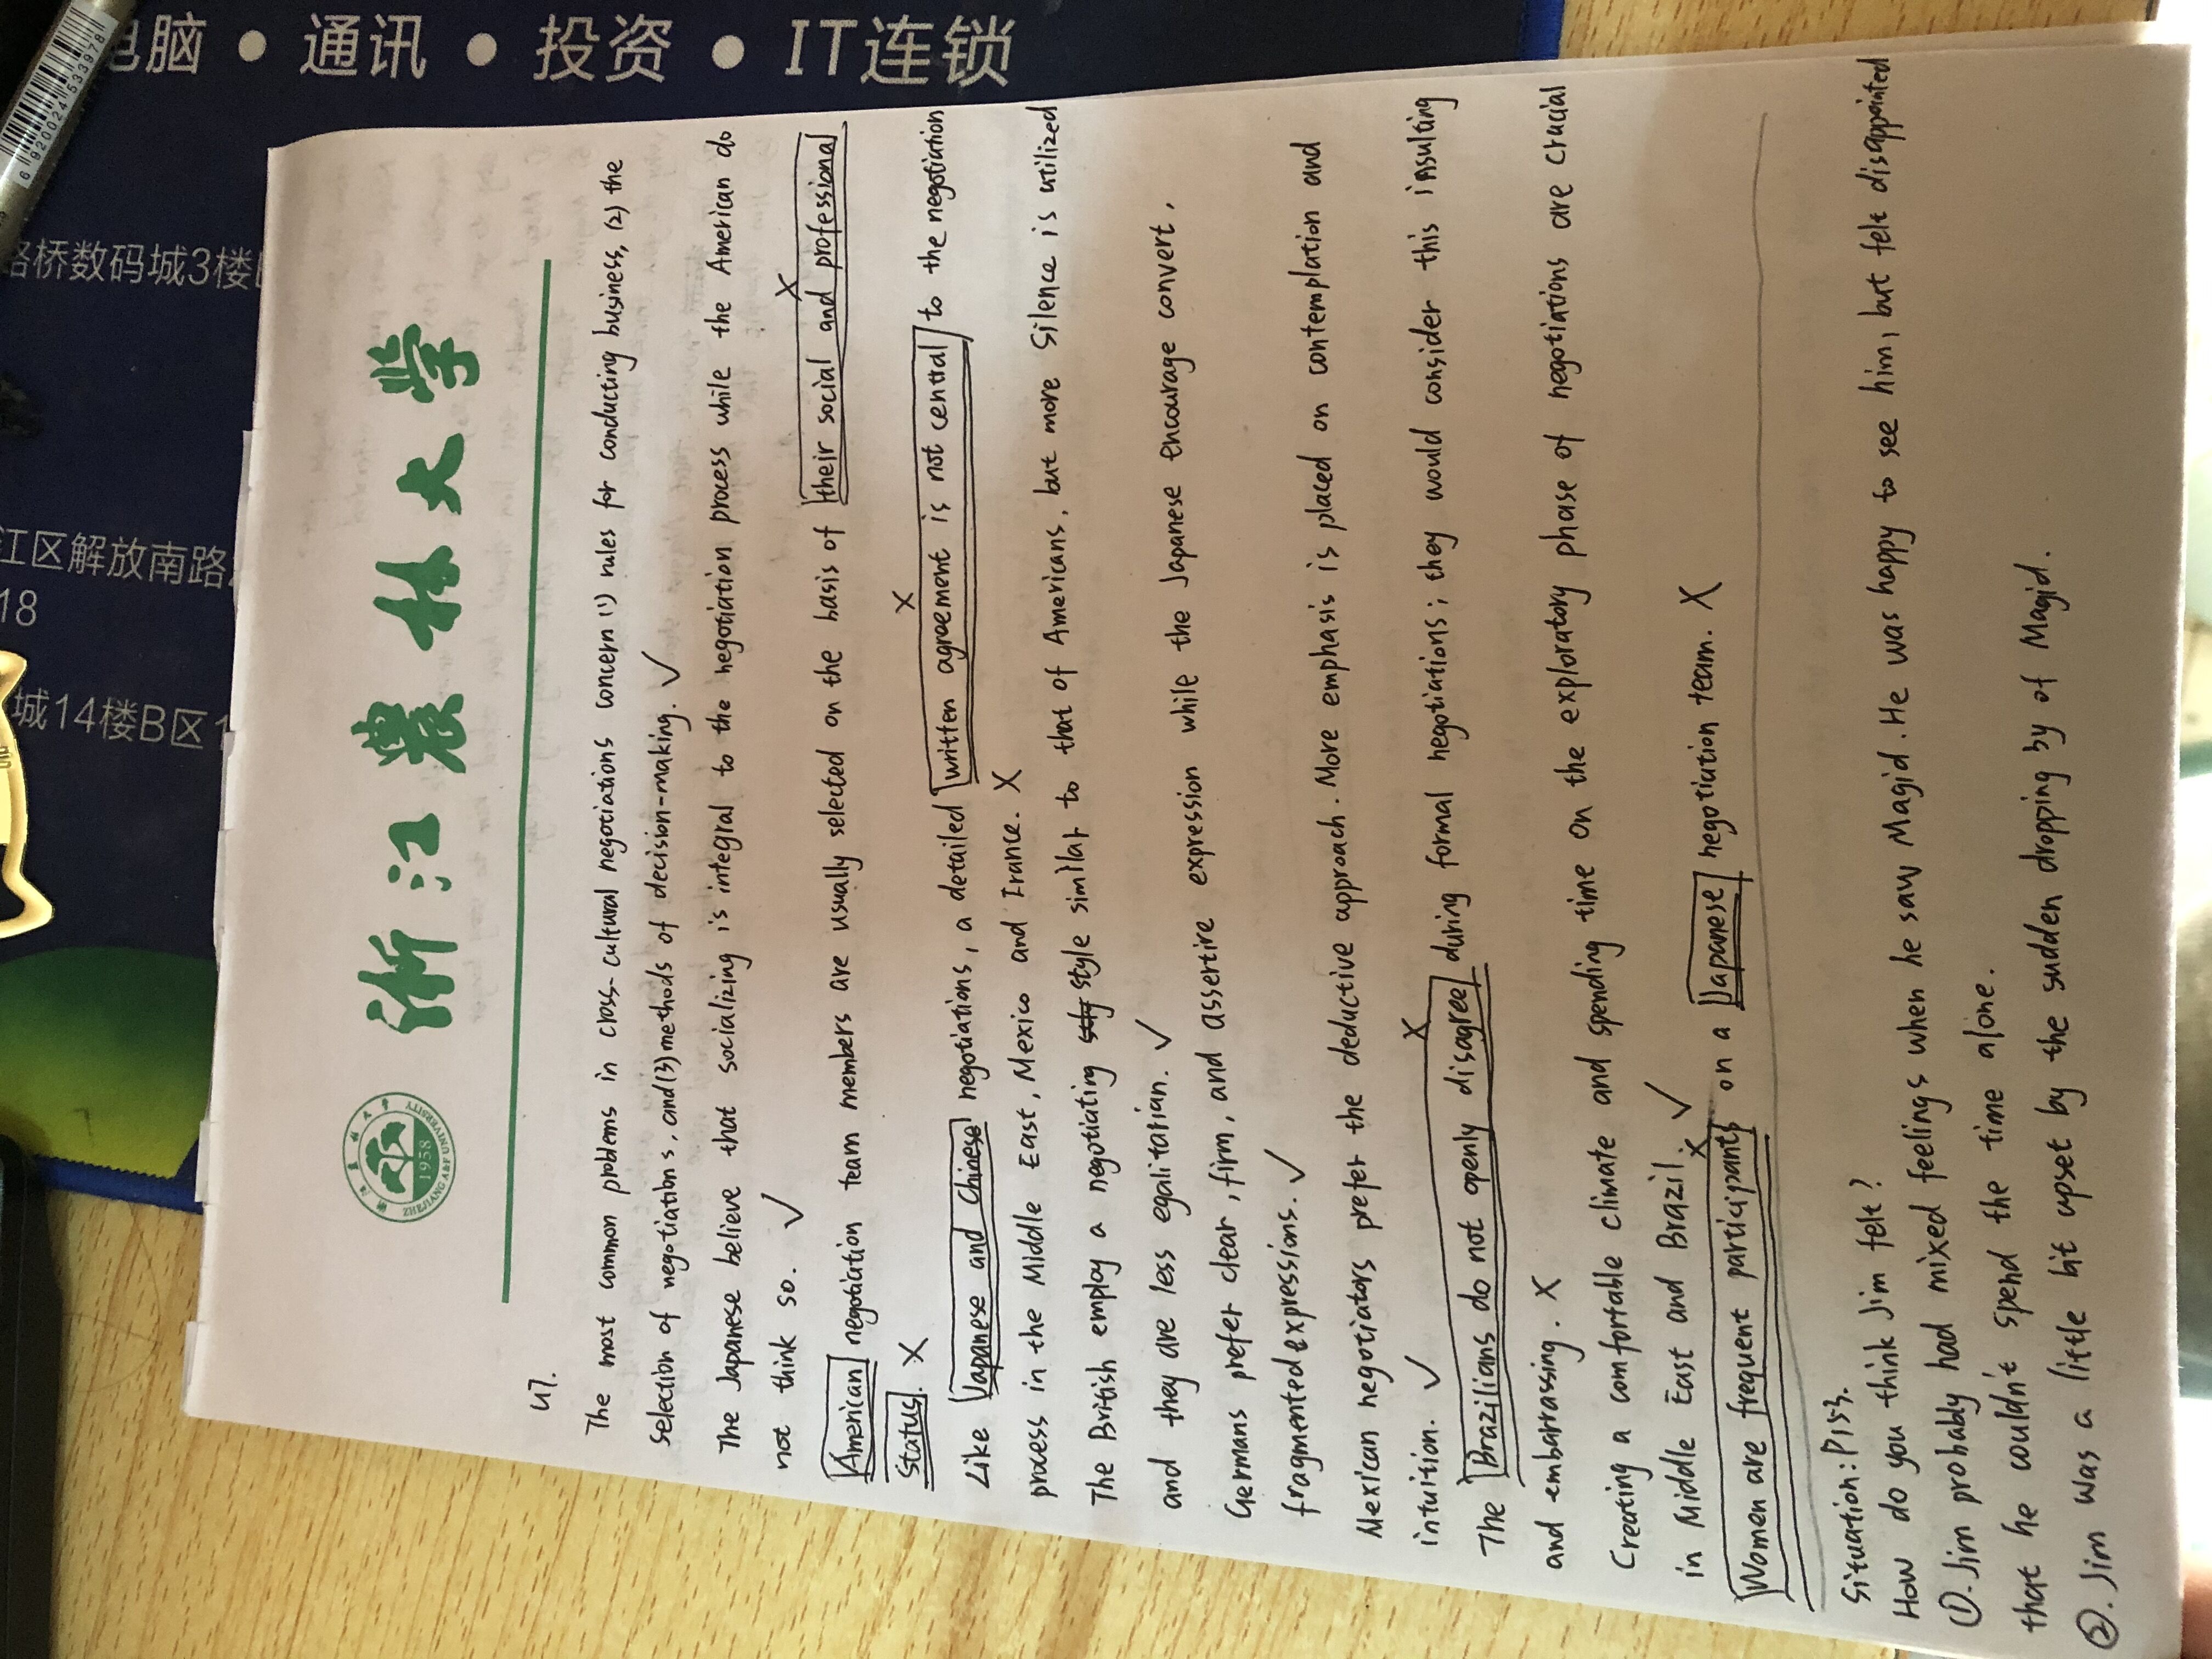 浙江农林大学
1958
ZHEJIANG A&F UNIVERSITY
U7.
The most common problems in cross-cultural negotiations concern (1) rules for conducting business, (2) the
selection of negotiations, and (3) methods of decision-making. ✓
The Japanese believe that socializing is integral to the negotiation process while the American do
not think so. ✓
American negotiation team members are usually selected on the basis of their social and professional
Status. X
Like Japanese and Chinese negotiations, a detailed written agreement is not central to the negotiation
process in the Middle East, Mexico and Irance. X
The British employ a negotiating style similar to that of Americans, but more silence is utilized
and they are less egalitarian. ✓
Germans prefer clear, firm, and assertire expression while the Japanese encourage convert,
fragmented expressions. ✓
Mexican negotiators prefer the deductive approach. More emphasis is placed on contemplation and
intuition. ✓
The Brazilians do not openly disagree during formal negotiations; they would consider this insulting
and embarrassing. X
Creating a comfortable climate and spending time on the exploratory phase of negotiations are crucial
in Middle East and Brazil. ✓
Women are frequent participants on a Japanese negotiation team. X
Situation: P153.
How do you think Jim felt?
①. Jim probably had mixed feelings when he saw Magid. He was happy to see him, but felt disappointed
that he couldn't spend the time alone.
②. Jim was a little bit upset by the sudden dropping by of Magid.
电脑 • 通讯 • 投资 • IT连锁
路桥数码城3楼
江区解放南路
18
城14楼B区1
6 920024 533978